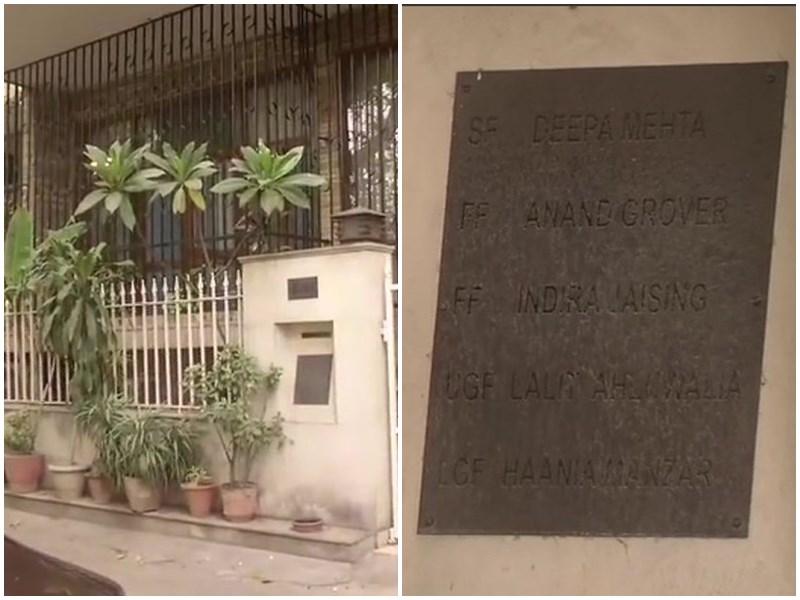 SF DEEPA MEHTA
FF ANAND GROVER
FF INDIRA JAISING
UGF LALIT AHLUWALIA
LGF HAANIA MANZAR